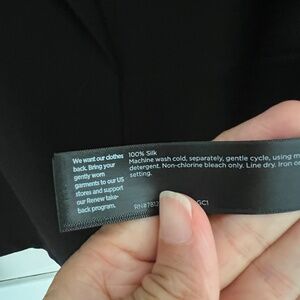 We want our clothes
back. Bring your
gently worn
garments to our US
stores and support
our Renew take-
back program.
100% Silk
Machine wash cold, separately, gentle cycle, using m
detergent. Non-chlorine bleach only. Line dry. Iron on
setting.
GC1